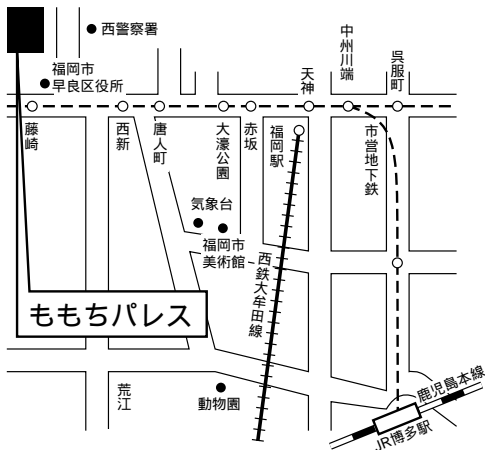 西警察署
福岡市
早良区役所
中州川端
呉服町
天神
藤崎
西新
唐人町
大濠公園
赤坂
福岡駅
市営地下鉄
気象台
福岡市
美術館
西鉄大牟田線
ももちパレス
荒江
動物園
鹿児島本線
JR博多駅